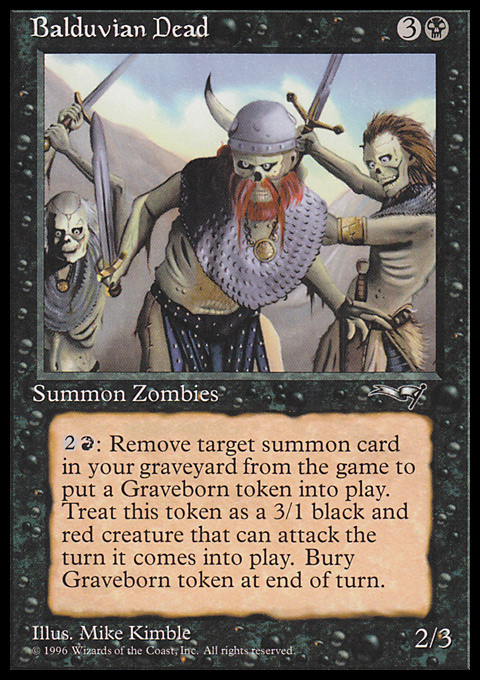 Balduvian Dead 3
Summon Zombies
2: Remove target summon card
in your graveyard from the game to
put a Graveborn token into play.
Treat this token as a 3/1 black and
red creature that can attack the
turn it comes into play. Bury
Graveborn token at end of turn.
Illus. Mike Kimble
© 1996 Wizards of the Coast, Inc. All rights reserved.
2/3